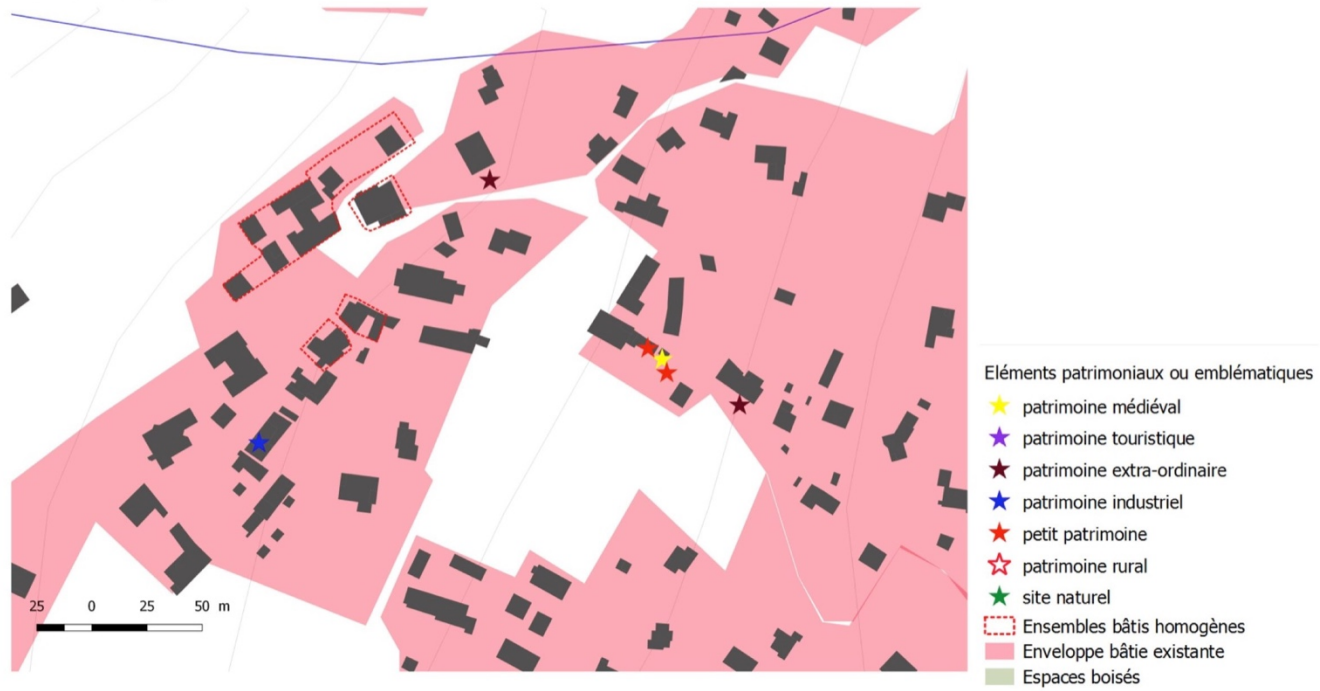 Eléments patrimoniaux ou emblématiques
patrimoine médiéval
patrimoine touristique
patrimoine extra-ordinaire
patrimoine industriel
petit patrimoine
patrimoine rural
site naturel
Ensembles bâtis homogènes
Enveloppe bâtie existante
Espaces boisés
25 0 25 50 m